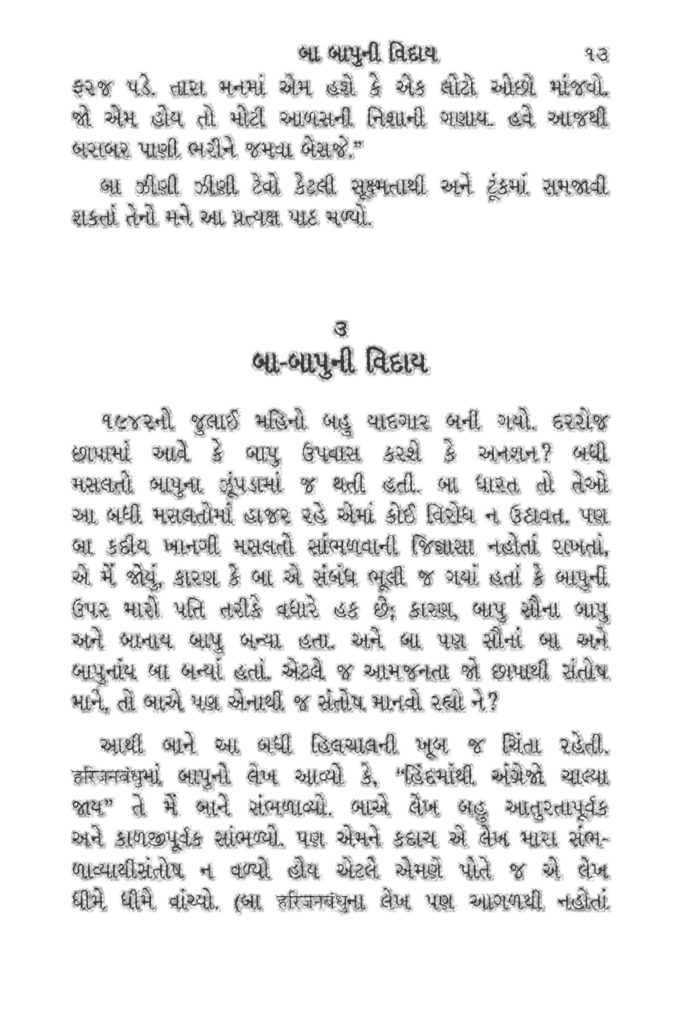 બા બાપુની વિદાય ૧૩
ફરજ પડે. તારા મનમાં એમ હશે કે એક લોટો ઓછો માંજવો.
જો એમ હોય તો મોટી આળસની નિશાની ગણાય. હવે આજથી
બરાબર પાણી ભરીને જમવા બેસજે.”
બા ઝીણી ઝીણી ટેવો કેટલી સૂક્ષ્મતાથી અને ટૂંકમાં સમજાવી
શકતાં તેનો મને આ પ્રત્યક્ષ પાઠ મળ્યો.
૩
બા-બાપુની વિદાય
૧૯૪૨નો જુલાઈ મહિનો બહુ યાદગાર બની ગયો. દરરોજ
છાપામાં આવે કે બાપુ ઉપવાસ કરશે કે અનશન? બધી
મસલતો બાપુના ઝૂંપડામાં જ થતી હતી. બા ધારત તો તેઓ
આ બધી મસલતોમાં હાજર રહે એમાં કોઈ વિરોધ ન ઉઠાવત. પણ
બા કદીય ખાનગી મસલતો સાંભળવાની જિજ્ઞાસા નહોતાં રાખતાં,
એ મેં જોયું, કારણ કે બા એ સંબંધ ભૂલી જ ગયાં હતાં કે બાપુની
ઉપર મારો પતિ તરીકે વધારે હક છે; કારણ, બાપુ સૌના બાપુ
અને બાનાય બાપુ બન્યા હતા. અને બા પણ સૌનાં બા અને
બાપુનાંય બા બન્યાં હતાં. એટલે જ આમજનતા જો છાપાથી સંતોષ
માને, તો બાએ પણ એનાથી જ સંતોષ માનવો રહ્યો ને?
આથી બાને આ બધી હિલચાલની ખૂબ જ ચિંતા રહેતી.
हरिजनबंधुમાં બાપુનો લેખ આવ્યો કે, “હિંદમાંથી અંગ્રેજો ચાલ્યા
જાય” તે મેં બાને સંભળાવ્યો. બાએ લેખ બહુ આતુરતાપૂર્વક
અને કાળજીપૂર્વક સાંભળ્યો. પણ એમને કદાચ એ લેખ મારા સંભ-
ળાવ્યાથીસંતોષ ન વળ્યો હોય એટલે એમણે પોતે જ એ લેખ
ધીમે ધીમે વાંચ્યો. (બા हरिजनबंधुના લેખ પણ આગળથી નહોતાં